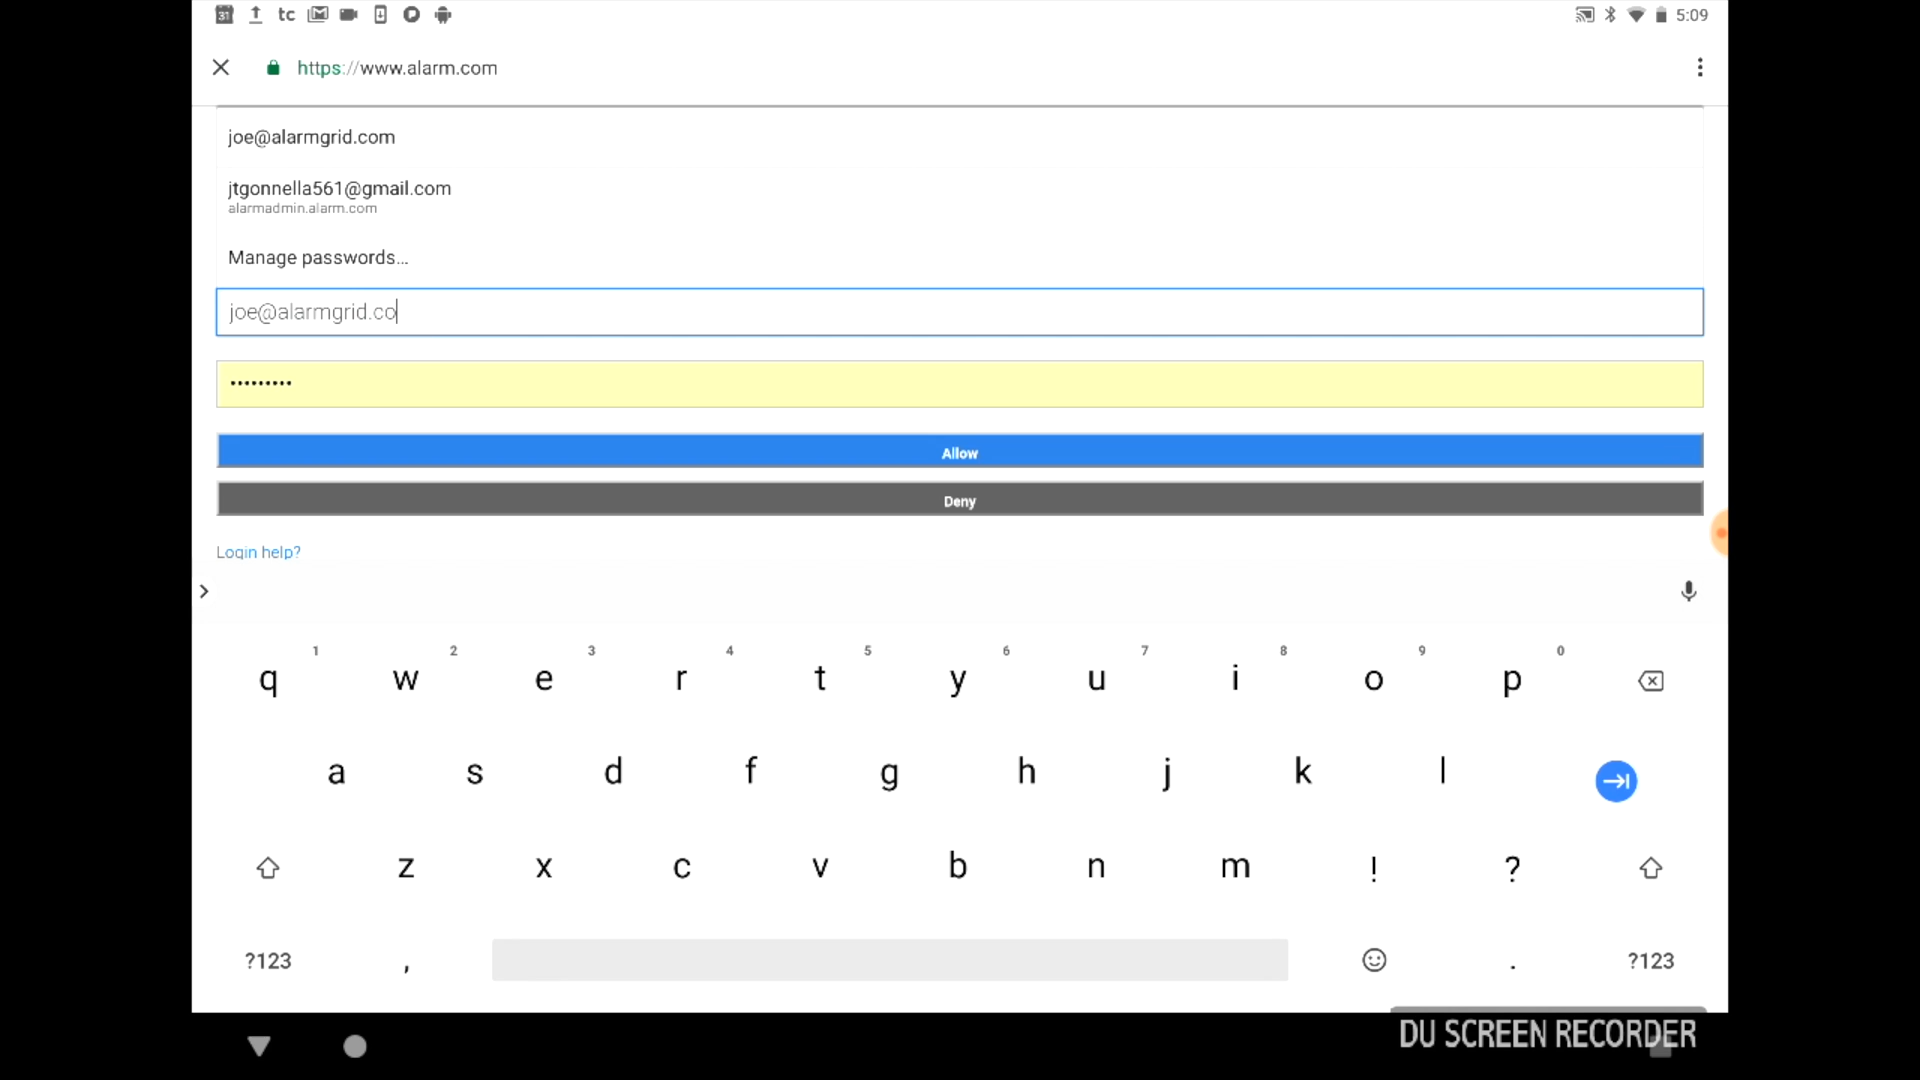 31 tc 5:09
https://www.alarm.com
joe@alarmgrid.com
jtgonnella561@gmail.com
alarmadmin.alarm.com
Manage passwords...
joe@alarmgrid.co
•••••••••
Allow
Deny
Login help?
1 2 3 4 5 6 7 8 9 0
q w e r t y u i o p
a s d f g h j k l
z x c v b n m ! ?
?123 , . ?123
DU SCREEN RECORDER